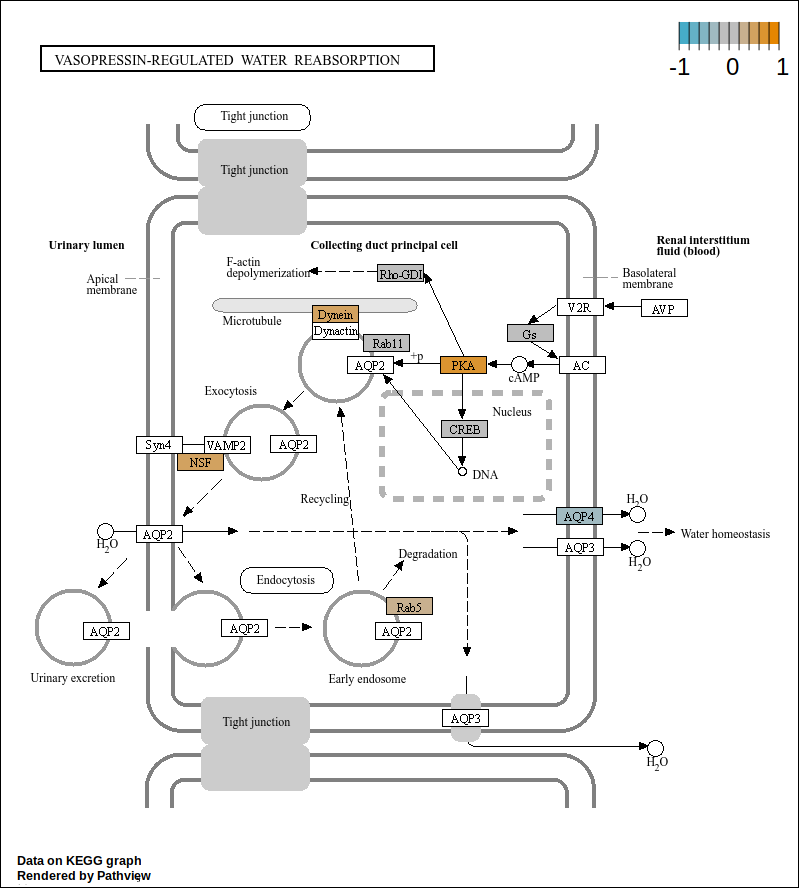 -1 0 1
VASOPRESSIN-REGULATED WATER REABSORPTION
Tight junction
Tight junction
Urinary lumen
Collecting duct principal cell
Renal interstitium
fluid (blood)
F-actin
depolymerization
Rho-GDI
Apical
membrane
Basolateral
membrane
Microtubule
Dynein
Dynactin
V2R
AVP
Rab11
Gs
+p
AQP2
PKA
cAMP
AC
Exocytosis
Nucleus
CREB
Syn4
VAMP2
AQP2
NSF
DNA
Recycling
H2O
AQP4
H2O
AQP2
Water homeostasis
AQP3
H2O
Degradation
Endocytosis
Rab5
AQP2
AQP2
AQP2
Urinary excretion
Early endosome
Tight junction
AQP3
H2O
Data on KEGG graph
Rendered by Pathview